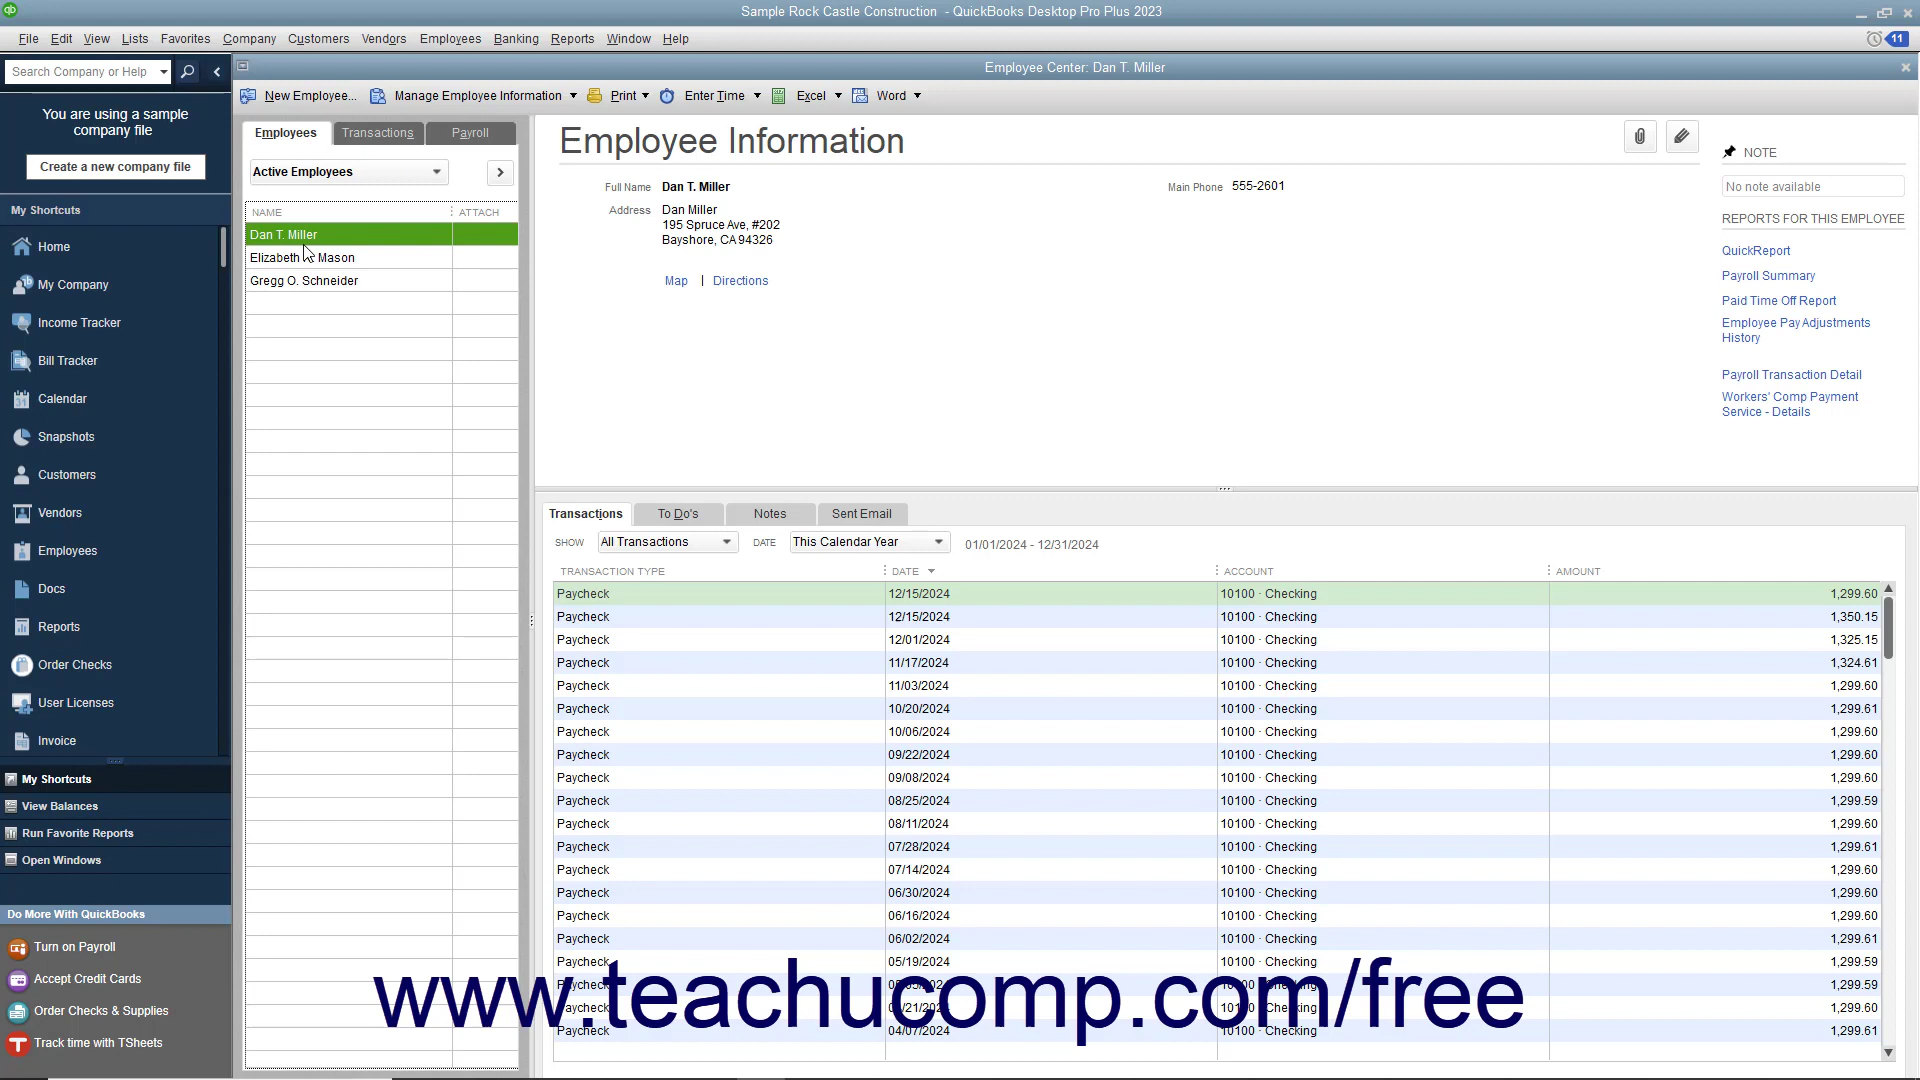 Sample Rock Castle Construction - QuickBooks Desktop Pro Plus 2023
File Edit View Lists Favorites Company Customers Vendors Employees Banking Reports Window Help
11
Search Company or Help
Employee Center: Dan T. Miller
New Employee... Manage Employee Information Print Enter Time Excel Word
You are using a sample
company file
Create a new company file
My Shortcuts
Home
My Company
Income Tracker
Bill Tracker
Calendar
Snapshots
Customers
Vendors
Employees
Docs
Reports
Order Checks
User Licenses
Invoice
My Shortcuts
View Balances
Run Favorite Reports
Open Windows
Do More With QuickBooks
Turn on Payroll
Accept Credit Cards
Order Checks & Supplies
Track time with TSheets
Employees Transactions Payroll
Active Employees
NAME ATTACH
Dan T. Miller
Elizabeth Mason
Gregg O. Schneider
Employee Information
Full Name Dan T. Miller
Main Phone 555-2601
Address Dan Miller
195 Spruce Ave, #202
Bayshore, CA 94326
Map | Directions
NOTE
No note available
REPORTS FOR THIS EMPLOYEE
QuickReport
Payroll Summary
Paid Time Off Report
Employee Pay Adjustments
History
Payroll Transaction Detail
Workers' Comp Payment
Service - Details
Transactions To Do's Notes Sent Email
SHOW All Transactions DATE This Calendar Year 01/01/2024 - 12/31/2024
TRANSACTION TYPE DATE ACCOUNT AMOUNT
Paycheck 12/15/2024 10100 · Checking 1,299.60
Paycheck 12/15/2024 10100 · Checking 1,350.15
Paycheck 12/01/2024 10100 · Checking 1,325.15
Paycheck 11/17/2024 10100 · Checking 1,324.61
Paycheck 11/03/2024 10100 · Checking 1,299.60
Paycheck 10/20/2024 10100 · Checking 1,299.61
Paycheck 10/06/2024 10100 · Checking 1,299.60
Paycheck 09/22/2024 10100 · Checking 1,299.60
Paycheck 09/08/2024 10100 · Checking 1,299.60
Paycheck 08/25/2024 10100 · Checking 1,299.59
Paycheck 08/11/2024 10100 · Checking 1,299.60
Paycheck 07/28/2024 10100 · Checking 1,299.61
Paycheck 07/14/2024 10100 · Checking 1,299.60
Paycheck 06/30/2024 10100 · Checking 1,299.60
Paycheck 06/16/2024 10100 · Checking 1,299.60
Paycheck 06/02/2024 10100 · Checking 1,299.61
Paycheck 05/19/2024 10100 · Checking 1,299.59
1,299.59
1,299.60
Paycheck 04/07/2024 10100 · Checking 1,299.61
www.teachucomp.com/free